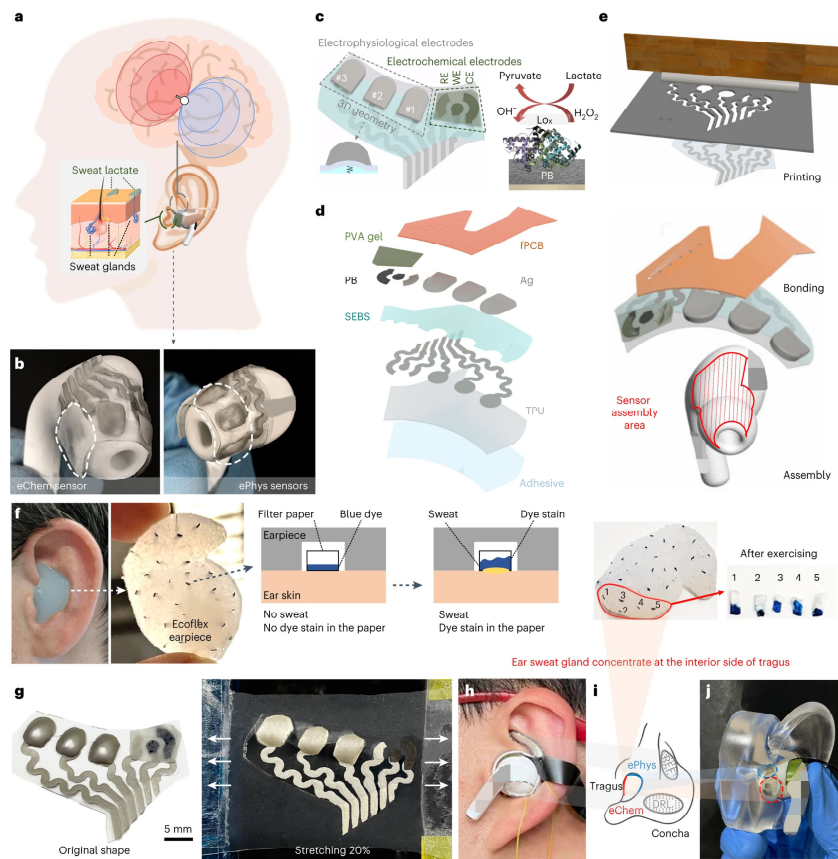 a
Sweat lactate
Sweat glands
b
eChem sensor
ePhys sensors
c
Electrophysiological electrodes
Electrochemical electrodes
RE
WE
CE
#3
#2
#1
3D geometry
Pyruvate
Lactate
OH⁻
H₂O₂
Lox
PB
d
PVA gel
fPCB
PB
Ag
SEBS
TPU
Adhesive
e
Printing
Bonding
Sensor
assembly
area
Assembly
f
Ecoflex
earpiece
Filter paper
Blue dye
Earpiece
Ear skin
No sweat
No dye stain in the paper
Sweat
Dye stain
Sweat
Dye stain in the paper
1
3
4
5
2
After exercising
1 2 3 4 5
Ear sweat gland concentrate at the interior side of tragus
g
Original shape
5 mm
Stretching 20%
h
i
ePhys
Tragus
eChem
DRL
Concha
j